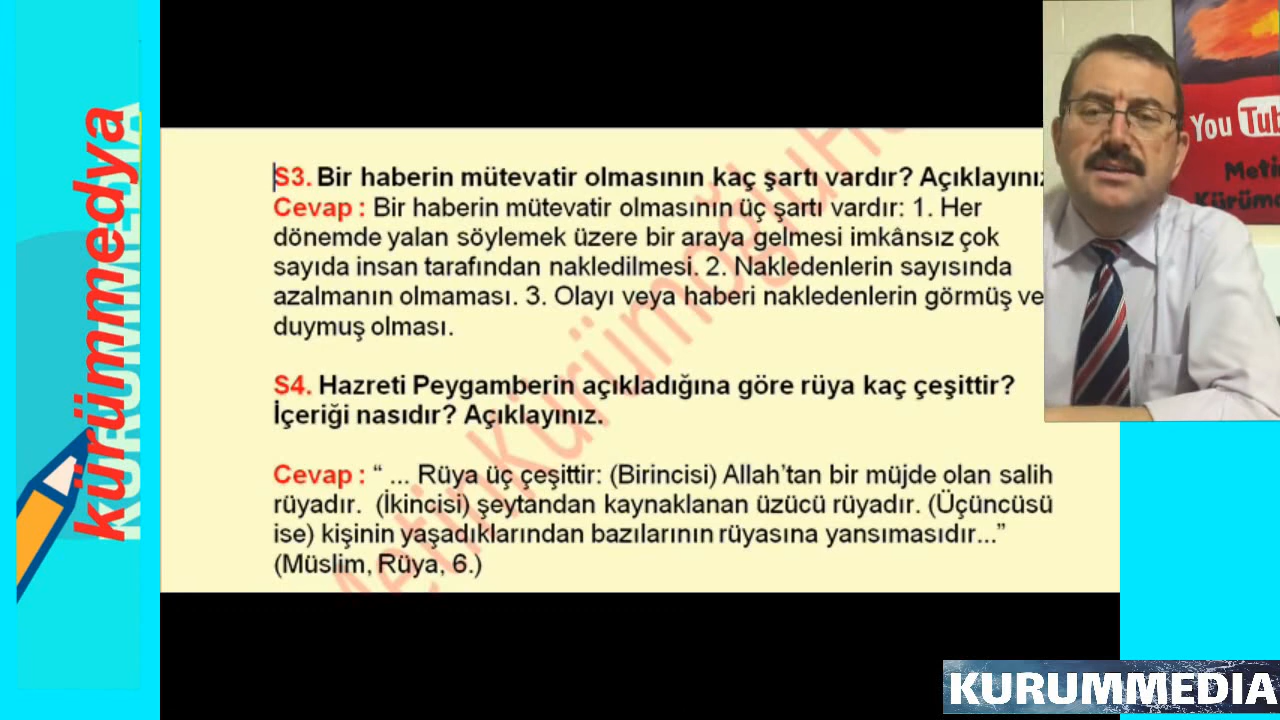 kürümmedya
KURUMMEDIA
S3. Bir haberin mütevatir olmasının kaç şartı vardır? Açıklayınız
Cevap : Bir haberin mütevatir olmasının üç şartı vardır: 1. Her
dönemde yalan söylemek üzere bir araya gelmesi imkânsız çok
sayıda insan tarafından nakledilmesi. 2. Nakledenlerin sayısında
azalmanın olmaması. 3. Olayı veya haberi nakledenlerin görmüş ve
duymuş olması.
S4. Hazreti Peygamberin açıkladığına göre rüya kaç çeşittir?
İçeriği nasıdır? Açıklayınız.
Cevap : “ ... Rüya üç çeşittir: (Birincisi) Allah’tan bir müjde olan salih
rüyadır. (İkincisi) şeytandan kaynaklanan üzücü rüyadır. (Üçüncüsü
ise) kişinin yaşadıklarından bazılarının rüyasına yansımasıdır...”
(Müslim, Rüya, 6.)
MetinKürümoğluHo
You Tub
Metin
Kürümo
KURUMMEDIA